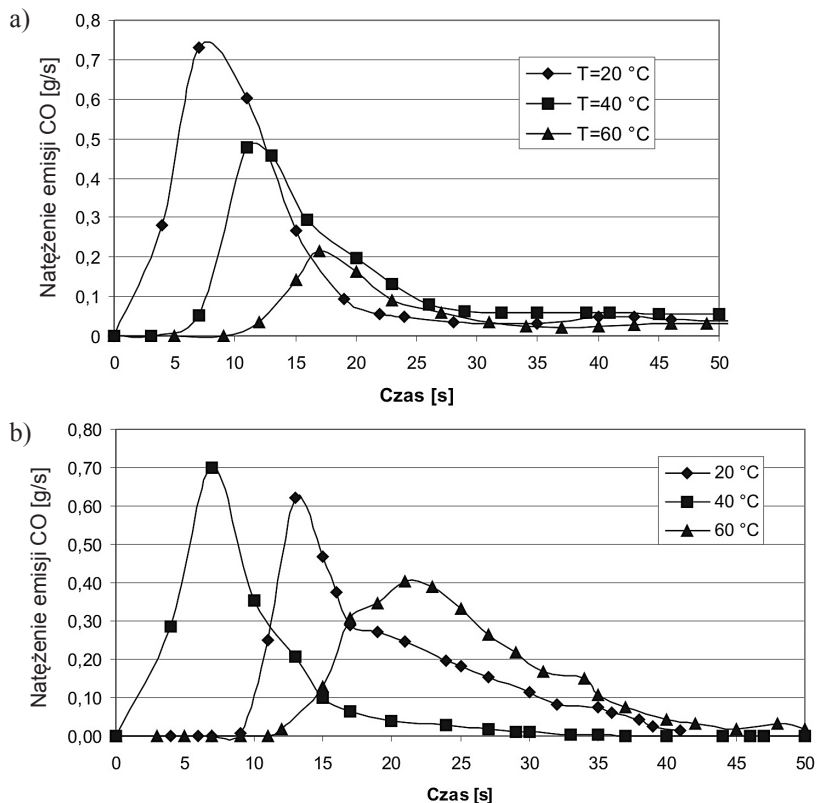 a)
Natężenie emisji CO [g/s]
0,8
0,7
0,6
0,5
0,4
0,3
0,2
0,1
0
0 5 10 15 20 25 30 35 40 45 50
Czas [s]
T=20 °C
T=40 °C
T=60 °C
b)
Natężenie emisji CO [g/s]
0,80
0,70
0,60
0,50
0,40
0,30
0,20
0,10
0,00
0 5 10 15 20 25 30 35 40 45 50
Czas [s]
20 °C
40 °C
60 °C